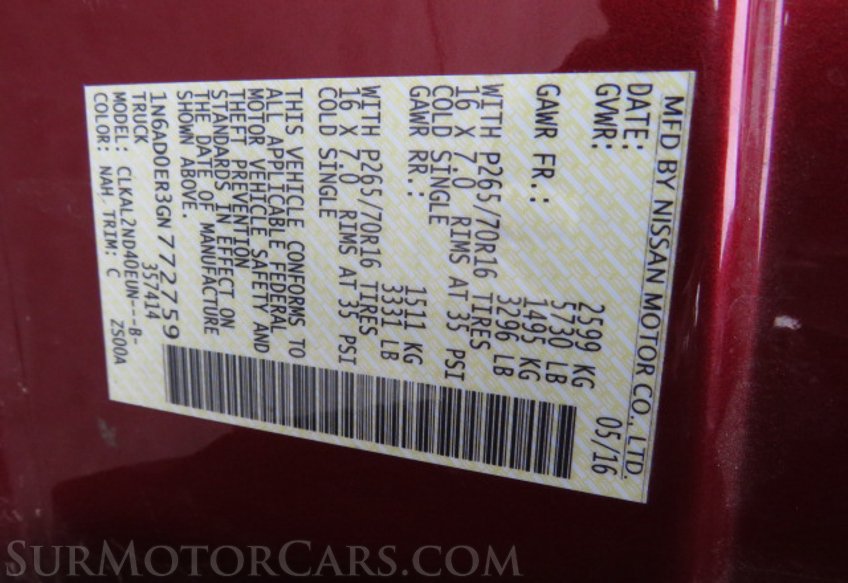 MFD BY NISSAN MOTOR CO., LTD.
DATE: 05/16
GVWR: 2599 KG
5730 LB
GAWR FR.: 1495 KG
3296 LB
WITH P265/70R16 TIRES
16 X 7.0 RIMS AT 35 PSI
COLD SINGLE
GAWR RR.: 1511 KG
3331 LB
WITH P265/70R16 TIRES
16 X 7.0 RIMS AT 35 PSI
COLD SINGLE
THIS VEHICLE CONFORMS TO
ALL APPLICABLE FEDERAL
MOTOR VEHICLE SAFETY AND
THEFT PREVENTION
STANDARDS IN EFFECT ON
THE DATE OF MANUFACTURE
SHOWN ABOVE.
1N6AD0ER3GN772759
TRUCK 357414
MODEL: CLKAL2ND40EUN---B-
COLOR: NAH, TRIM: C Z500A
SurMotorCars.com